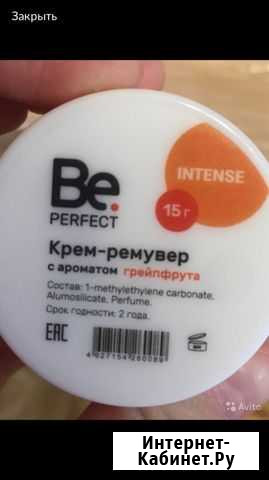 Закрыть
Be.
PERFECT
INTENSE
15 г
Крем-ремувер
с ароматом грейпфрута
Состав: 1-methylethylene carbonate,
Alumosilicate, Perfume.
Срок годности: 2 года.
EAC
4627154260089
Avito
Интернет-
Кабинет.Ру